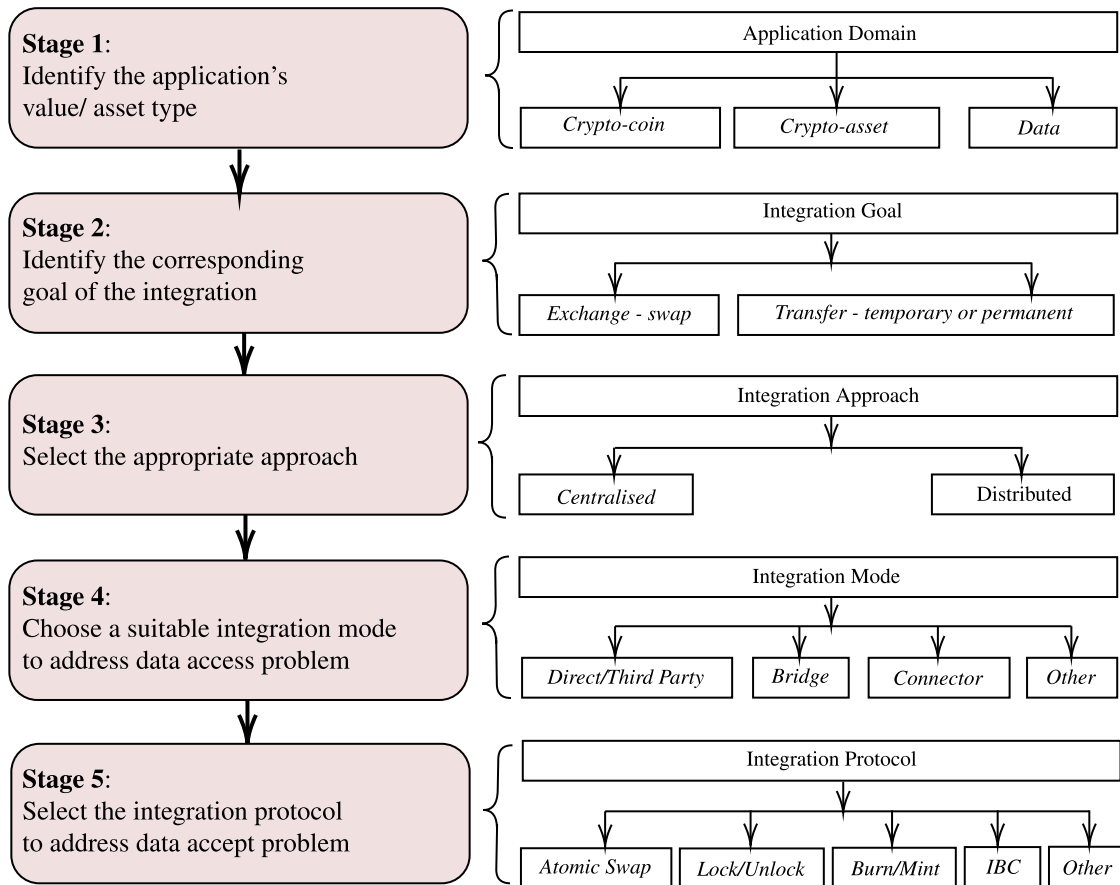 Stage 1:
Identify the application's
value/ asset type
Application Domain
Crypto-coin
Crypto-asset
Data
Stage 2:
Identify the corresponding
goal of the integration
Integration Goal
Exchange - swap
Transfer - temporary or permanent
Stage 3:
Select the appropriate approach
Integration Approach
Centralised
Distributed
Stage 4:
Choose a suitable integration mode
to address data access problem
Integration Mode
Direct/Third Party
Bridge
Connector
Other
Stage 5:
Select the integration protocol
to address data accept problem
Integration Protocol
Atomic Swap
Lock/Unlock
Burn/Mint
IBC
Other